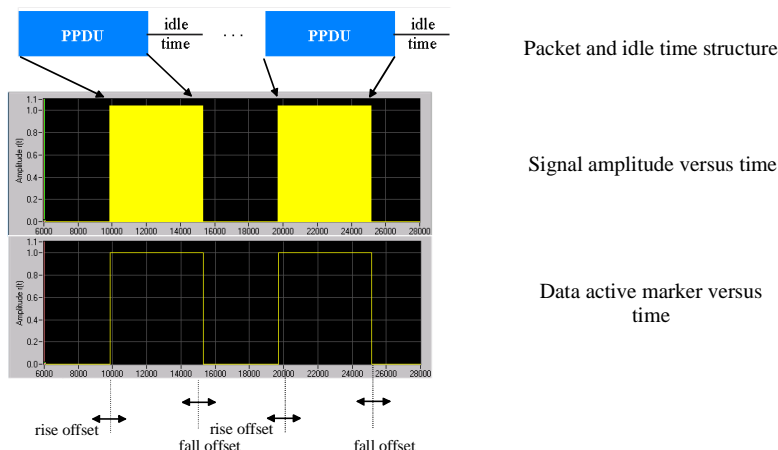 PPDU idle time . . . PPDU idle time
Packet and idle time structure
1.1
1.0
0.8
0.6
0.4
0.2
0.0
Amplitude r(t)
6000 8000 10000 12000 14000 16000 18000 20000 22000 24000 26000 28000
Signal amplitude versus time
1.1
1.0
0.8
0.6
0.4
0.2
0.0
Amplitude r(t)
6000 8000 10000 12000 14000 16000 18000 20000 22000 24000 26000 28000
Data active marker versus
time
rise offset
fall offset
rise offset
fall offset